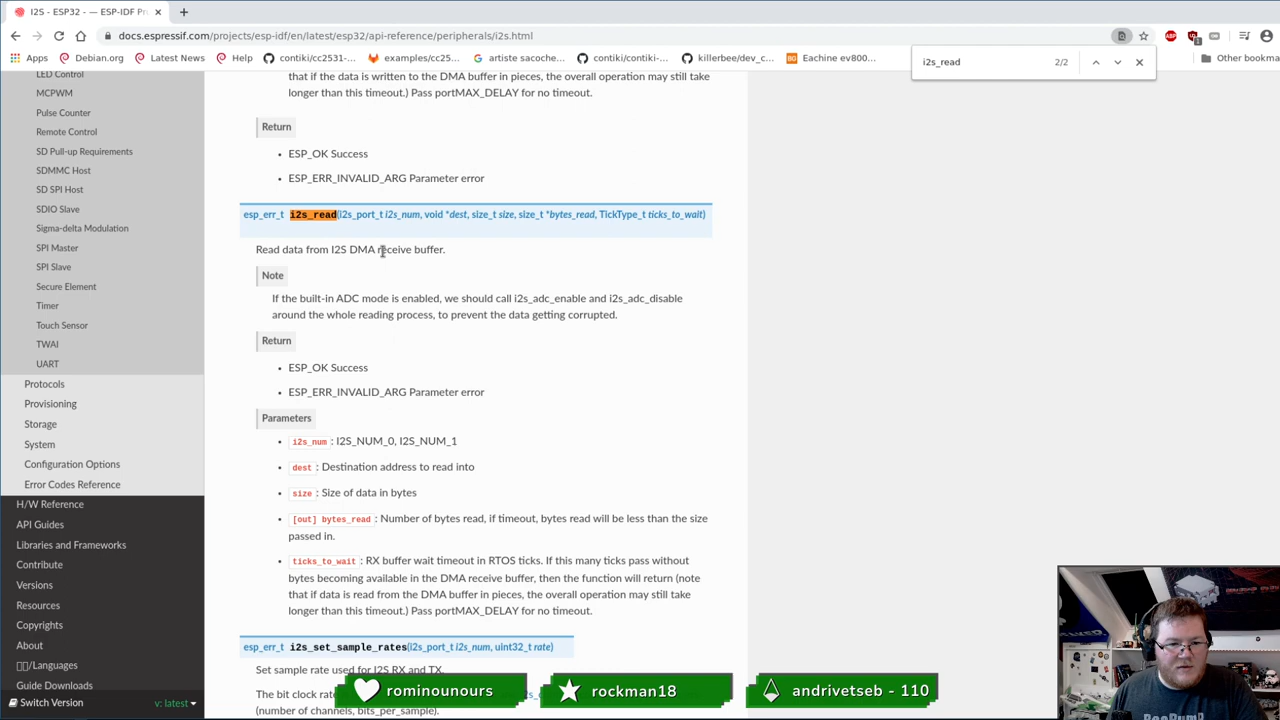 I2S - ESP32 - — ESP-IDF Pr
docs.espressif.com/projects/esp-idf/en/latest/esp32/api-reference/peripherals/i2s.html
Apps
Debian.org
Latest News
Help
contiki/cc2531-...
examples/cc25...
artiste sacoche...
contiki/contiki-...
killerbee/dev_c...
Eachine ev800...
Other bookma
i2s_read
2/2
LED Control
MCPWM
Pulse Counter
Remote Control
SD Pull-up Requirements
SDMMC Host
SD SPI Host
SDIO Slave
Sigma-delta Modulation
SPI Master
SPI Slave
Secure Element
Timer
Touch Sensor
TWAI
UART
Protocols
Provisioning
Storage
System
Configuration Options
Error Codes Reference
H/W Reference
API Guides
Libraries and Frameworks
Contribute
Versions
Resources
Copyrights
About
/Languages
Guide Downloads
Switch Version
v: latest
that if the data is written to the DMA buffer in pieces, the overall operation may still take
longer than this timeout.) Pass portMAX_DELAY for no timeout.
Return
• ESP_OK Success
• ESP_ERR_INVALID_ARG Parameter error
esp_err_t i2s_read(i2s_port_t i2s_num, void *dest, size_t size, size_t *bytes_read, TickType_t ticks_to_wait)
Read data from I2S DMA receive buffer.
Note
If the built-in ADC mode is enabled, we should call i2s_adc_enable and i2s_adc_disable
around the whole reading process, to prevent the data getting corrupted.
Return
• ESP_OK Success
• ESP_ERR_INVALID_ARG Parameter error
Parameters
• i2s_num : I2S_NUM_0, I2S_NUM_1
• dest : Destination address to read into
• size : Size of data in bytes
• [out] bytes_read : Number of bytes read, if timeout, bytes read will be less than the size
passed in.
• ticks_to_wait : RX buffer wait timeout in RTOS ticks. If this many ticks pass without
bytes becoming available in the DMA receive buffer, then the function will return (note
that if data is read from the DMA buffer in pieces, the overall operation may still take
longer than this timeout.) Pass portMAX_DELAY for no timeout.
esp_err_t i2s_set_sample_rates(i2s_port_t i2s_num, uint32_t rate)
Set sample rate used for I2S RX and TX.
The bit clock rate
(number of channels, bits_per_sample).
rominounours
rockman18
andrivetseb - 110